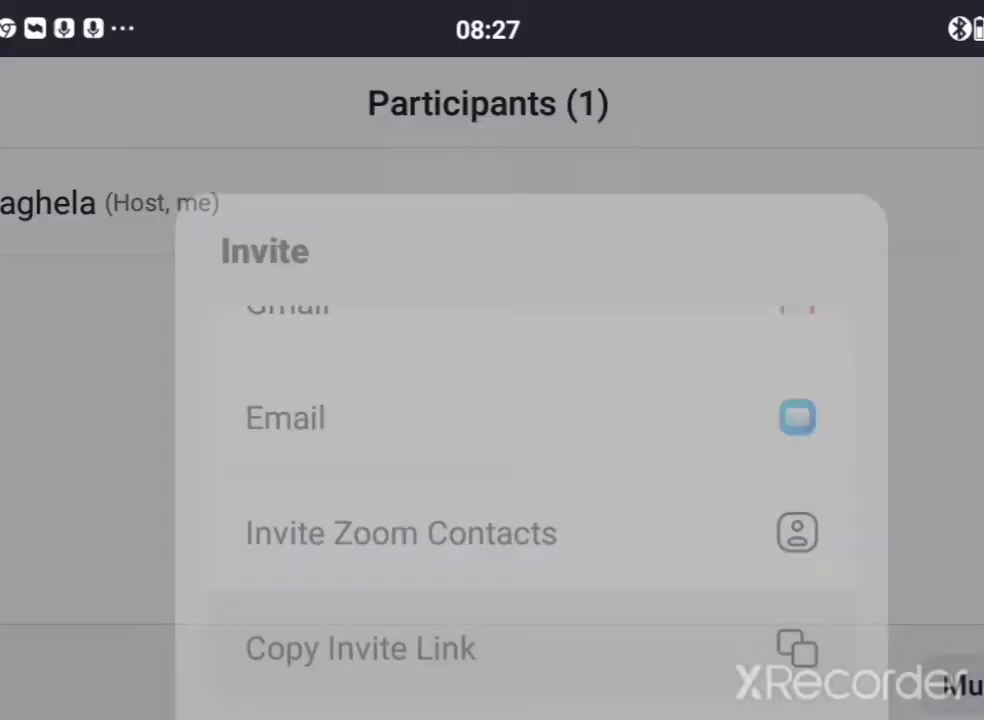 08:27
Participants (1)
aghela (Host, me)
Invite
Gmail
Email
Invite Zoom Contacts
Copy Invite Link
XRecorder
Mu